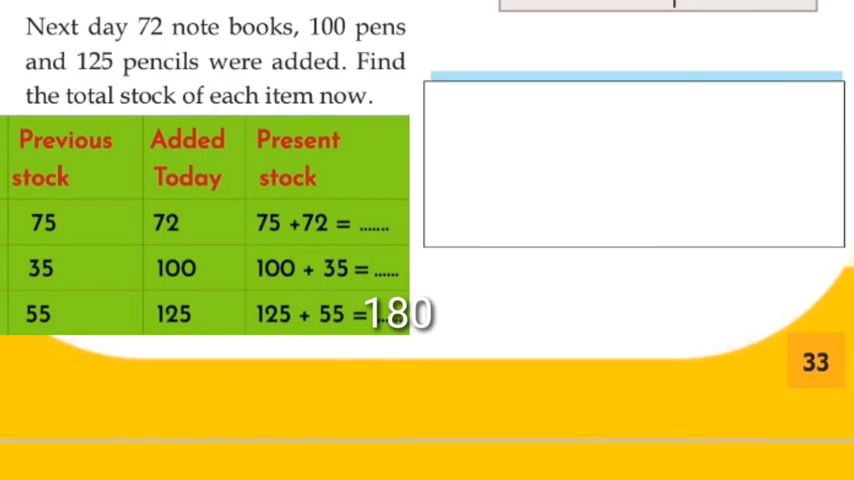 Next day 72 note books, 100 pens
and 125 pencils were added. Find
the total stock of each item now.
Previous stock Added Today Present stock
75 72 75 +72 = .......
35 100 100 + 35 = ......
55 125 125 + 55 = 180
33